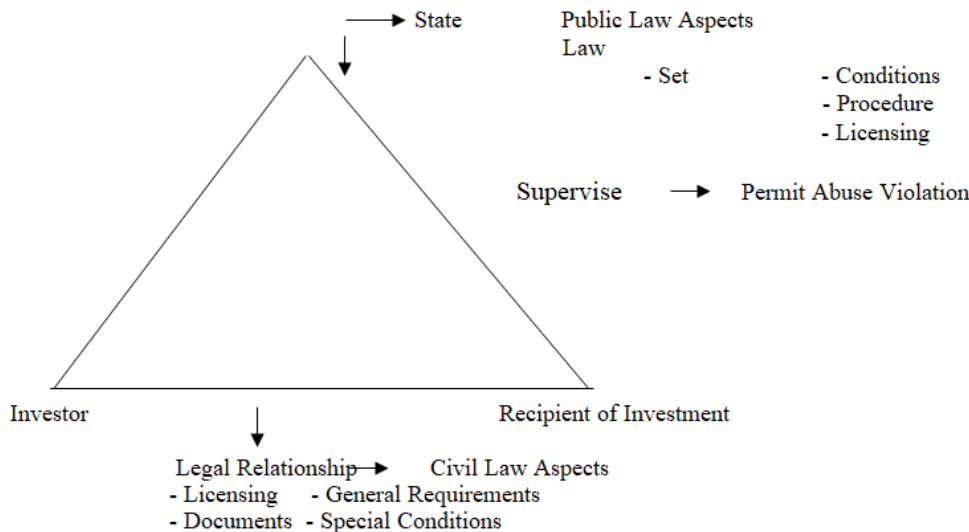 State Public Law Aspects
Law
- Set - Conditions
- Procedure
- Licensing
Supervise Permit Abuse Violation
Investor Recipient of Investment
Legal Relationship Civil Law Aspects
- Licensing - General Requirements
- Documents - Special Conditions